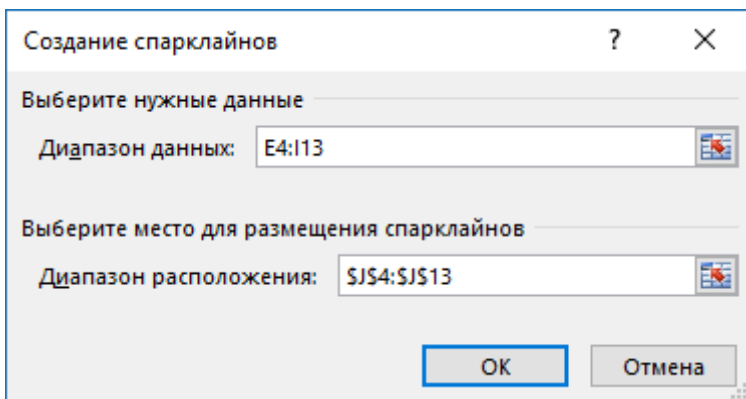 Создание спарклайнов ? ×
Выберите нужные данные
Диапазон данных: E4:I13
Выберите место для размещения спарклайнов
Диапазон расположения: $J$4:$J$13
ОК Отмена